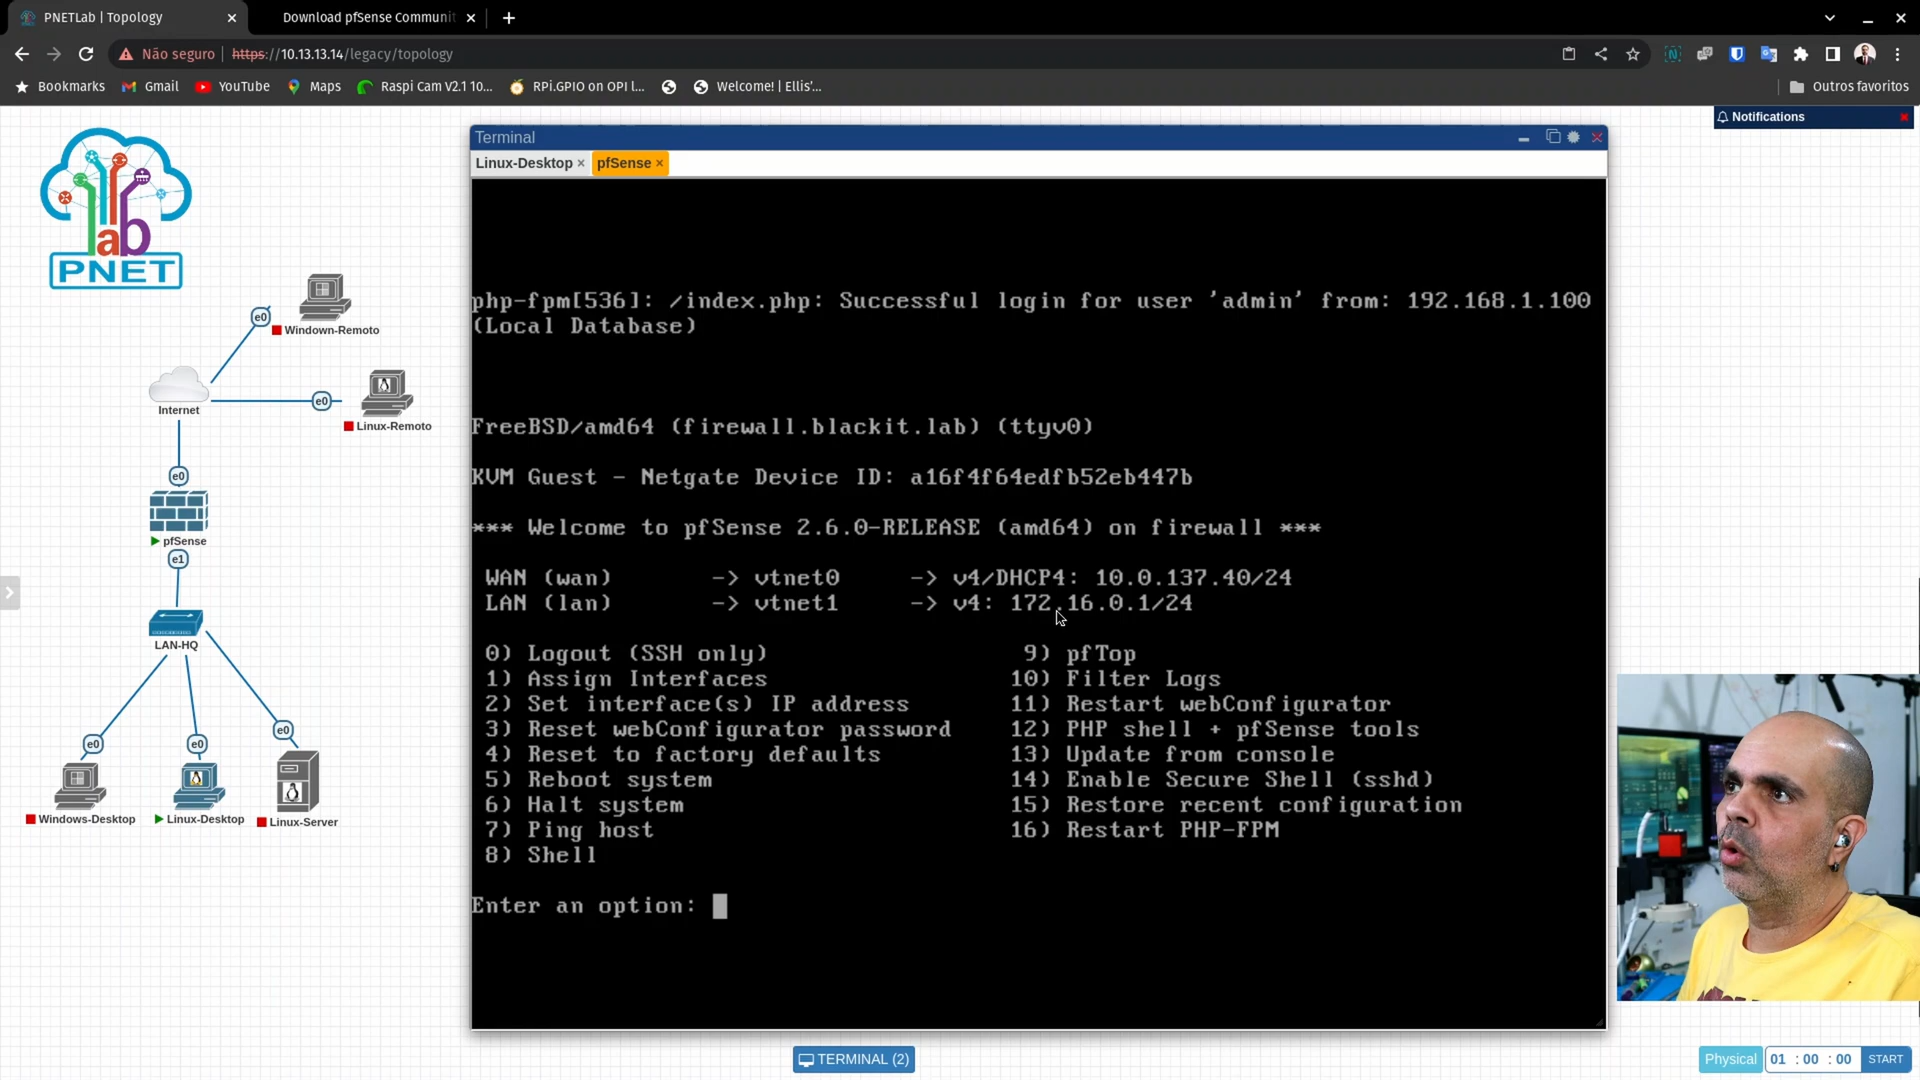 PNETLab | Topology
Download pfSense Communit
Não seguro
https://10.13.13.14/legacy/topology
Bookmarks
Gmail
YouTube
Maps
Raspi Cam V2.1 10...
RPi.GPIO on OPI l...
Welcome! | Ellis'...
Outros favoritos
Notifications
lab
PNET
e0
Window-Remoto
Internet
e0
Linux-Remoto
e0
pfSense
e1
LAN-HQ
e0
e0
e0
Windows-Desktop
Linux-Desktop
Linux-Server
Terminal
Linux-Desktop
pfSense
php-fpm[536]: /index.php: Successful login for user 'admin' from: 192.168.1.100
(Local Database)
FreeBSD/amd64 (firewall.blackit.lab) (ttyv0)
KVM Guest - Netgate Device ID: a16f4f64edfb52eb447b
*** Welcome to pfSense 2.6.0-RELEASE (amd64) on firewall ***
WAN (wan) -> vtnet0 -> v4/DHCP4: 10.0.137.40/24
LAN (lan) -> vtnet1 -> v4: 172.16.0.1/24
0) Logout (SSH only) 9) pfTop
1) Assign Interfaces 10) Filter Logs
2) Set interface(s) IP address 11) Restart webConfigurator
3) Reset webConfigurator password 12) PHP shell + pfSense tools
4) Reset to factory defaults 13) Update from console
5) Reboot system 14) Enable Secure Shell (sshd)
6) Halt system 15) Restore recent configuration
7) Ping host 16) Restart PHP-FPM
8) Shell
Enter an option:
TERMINAL (2)
Physical
01 : 00 : 00
START